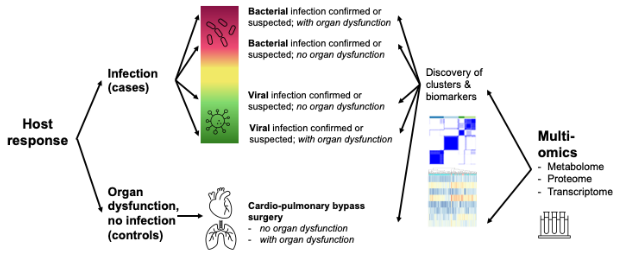 Host
response
Infection
(cases)
Organ
dysfunction,
no infection
(controls)
Bacterial infection confirmed or
suspected; with organ dysfunction
Bacterial infection confirmed or
suspected; no organ dysfunction
Viral infection confirmed or
suspected; no organ dysfunction
Viral infection confirmed or
suspected; with organ dysfunction
Cardio-pulmonary bypass
surgery
- no organ dysfunction
- with organ dysfunction
Discovery of
clusters &
biomarkers
Multi-
omics
- Metabolome
- Proteome
- Transcriptome